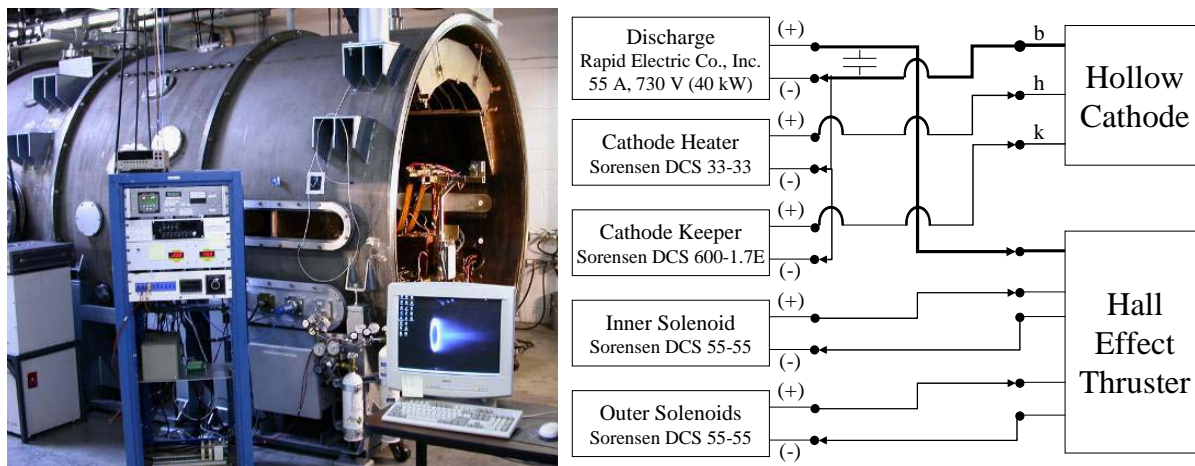 Discharge
Rapid Electric Co., Inc.
55 A, 730 V (40 kW)
(+)
(-)
Cathode Heater
Sorensen DCS 33-33
(+)
(-)
Cathode Keeper
Sorensen DCS 600-1.7E
(+)
(-)
Inner Solenoid
Sorensen DCS 55-55
(+)
(-)
Outer Solenoids
Sorensen DCS 55-55
(+)
(-)
b
h
k
Hollow
Cathode
Hall
Effect
Thruster